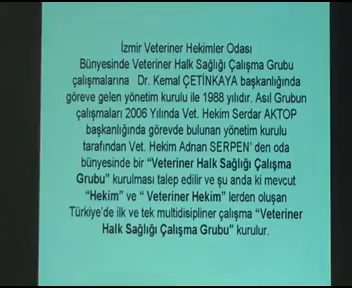 İzmir Veteriner Hekimler Odası
Bünyesinde Veteriner Halk Sağlığı Çalışma Grubu
çalışmalarına Dr. Kemal ÇETİNKAYA başkanlığında
göreve gelen yönetim kurulu ile 1988 yılıdır. Asıl Grubun
çalışmaları 2006 Yılında Vet. Hekim Serdar AKTOP
başkanlığında görevde bulunan yönetim kurulu
tarafından Vet. Hekim Adnan SERPEN' den oda
bünyesinde bir "Veteriner Halk Sağlığı Çalışma
Grubu" kurulması talep edilir ve şu anda ki mevcut
"Hekim" ve " Veteriner Hekim" lerden oluşan
Türkiye'de ilk ve tek multidisipliner çalışma "Veteriner
Halk Sağlığı Çalışma Grubu" kurulur.